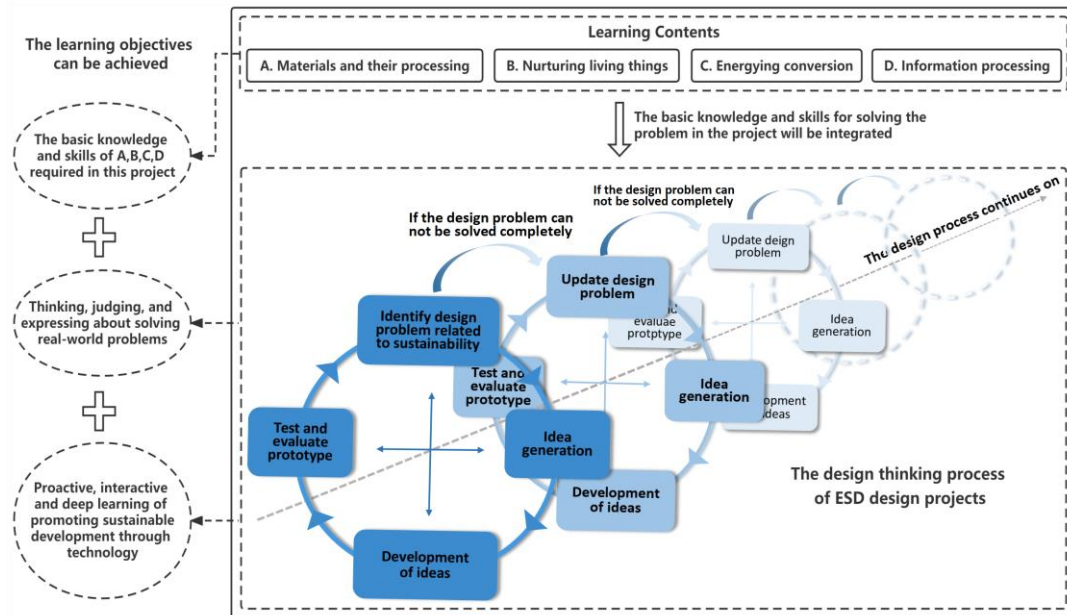 The learning objectives
can be achieved
Learning Contents
A. Materials and their processing
B. Nurturing living things
C. Energying conversion
D. Information processing
The basic knowledge and skills for solving the
problem in the project will be integrated
The basic knowledge
and skills of A,B,C,D
required in this project
Thinking, judging, and
expressing about solving
real-world problems
Proactive, interactive
and deep learning of
promoting sustainable
development through
technology
If the design problem can
not be solved completely
If the design problem can
not be solved completely
The design process continues on
Identify design
problem related
to sustainability
Idea
generation
Development
of ideas
Test and
evaluate
prototype
Update design
problem
Idea
generation
Development
of ideas
Test and
evaluate
prototype
Update deign
problem
Idea
generation
opment
ideas
evaluae
protptype
The design thinking process
of ESD design projects